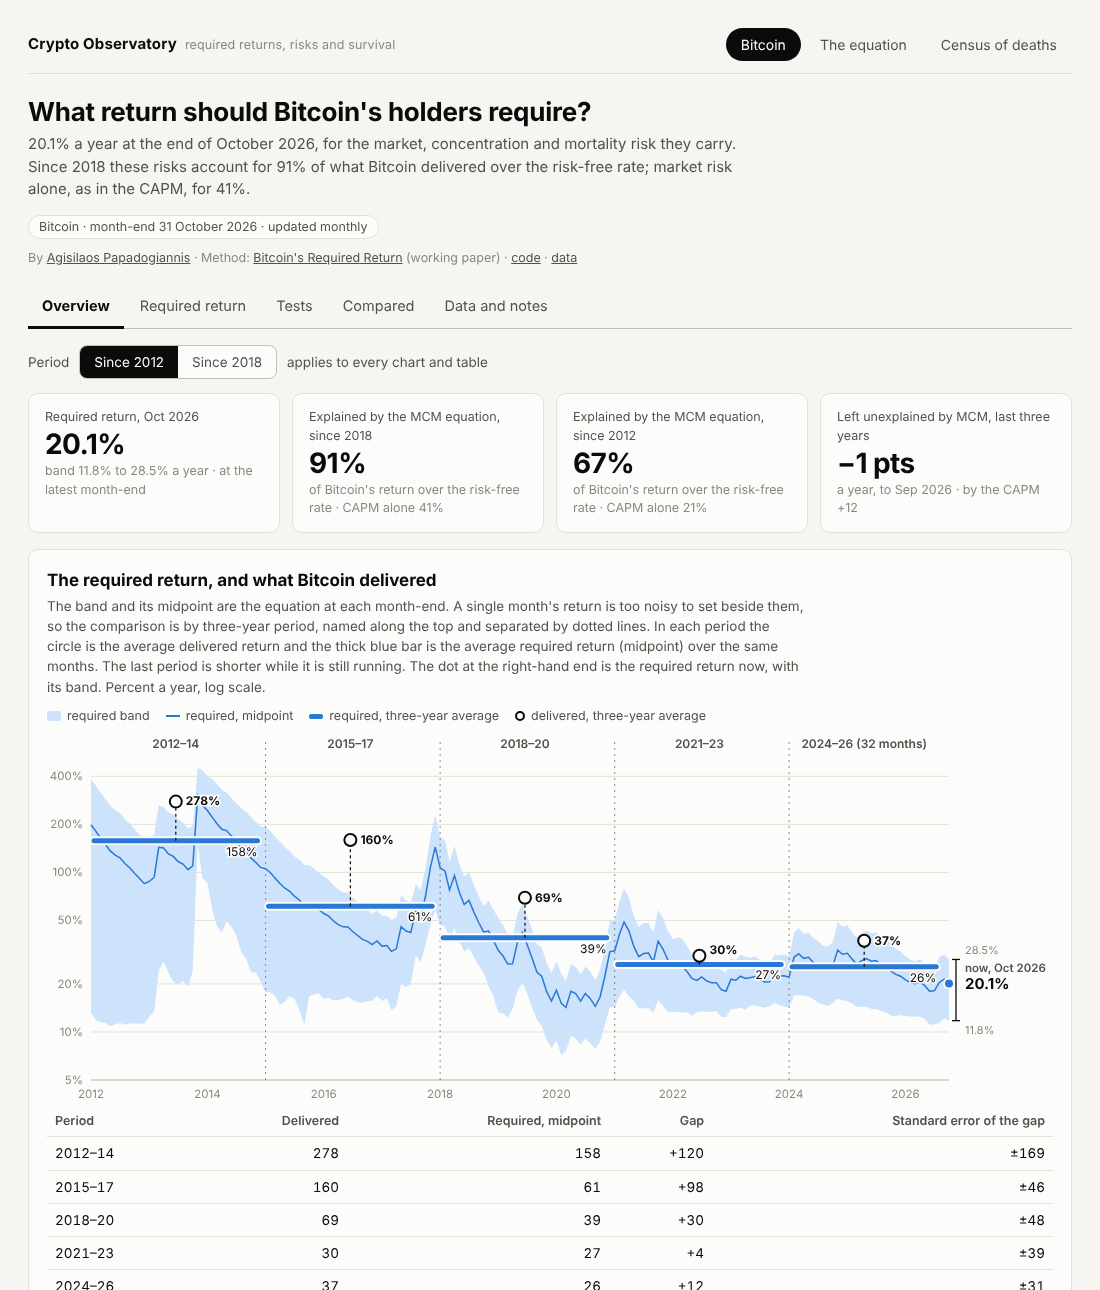 Crypto Observatory required returns, risks and survival
Bitcoin The equation Census of deaths
What return should Bitcoin's holders require?
20.1% a year at the end of October 2026, for the market, concentration and mortality risk they carry.
Since 2018 these risks account for 91% of what Bitcoin delivered over the risk-free rate; market risk
alone, as in the CAPM, for 41%.
Bitcoin · month-end 31 October 2026 · updated monthly
By Agisilaos Papadogiannis · Method: Bitcoin's Required Return (working paper) · code · data
Overview Required return Tests Compared Data and notes
Period Since 2012 Since 2018 applies to every chart and table
Required return, Oct 2026
20.1%
band 11.8% to 28.5% a year · at the
latest month-end
Explained by the MCM equation,
since 2018
91%
of Bitcoin's return over the risk-free
rate · CAPM alone 41%
Explained by the MCM equation,
since 2012
67%
of Bitcoin's return over the risk-free
rate · CAPM alone 21%
Left unexplained by MCM, last three
years
−1 pts
a year, to Sep 2026 · by the CAPM
+12
The required return, and what Bitcoin delivered
The band and its midpoint are the equation at each month-end. A single month's return is too noisy to set beside them,
so the comparison is by three-year period, named along the top and separated by dotted lines. In each period the
circle is the average delivered return and the thick blue bar is the average required return (midpoint) over the same
months. The last period is shorter while it is still running. The dot at the right-hand end is the required return now, with
its band. Percent a year, log scale.
required band required, midpoint required, three-year average delivered, three-year average
2012–14 2015–17 2018–20 2021–23 2024–26 (32 months)
400%
200%
100%
50%
20%
10%
5%
278%
158%
160%
61%
69%
39%
30%
27%
37%
26%
28.5%
now, Oct 2026
20.1%
11.8%
2012 2014 2016 2018 2020 2022 2024 2026
Period Delivered Required, midpoint Gap Standard error of the gap
2012–14 278 158 +120 ±169
2015–17 160 61 +98 ±46
2018–20 69 39 +30 ±48
2021–23 30 27 +4 ±39
2024–26 37 26 +12 ±31